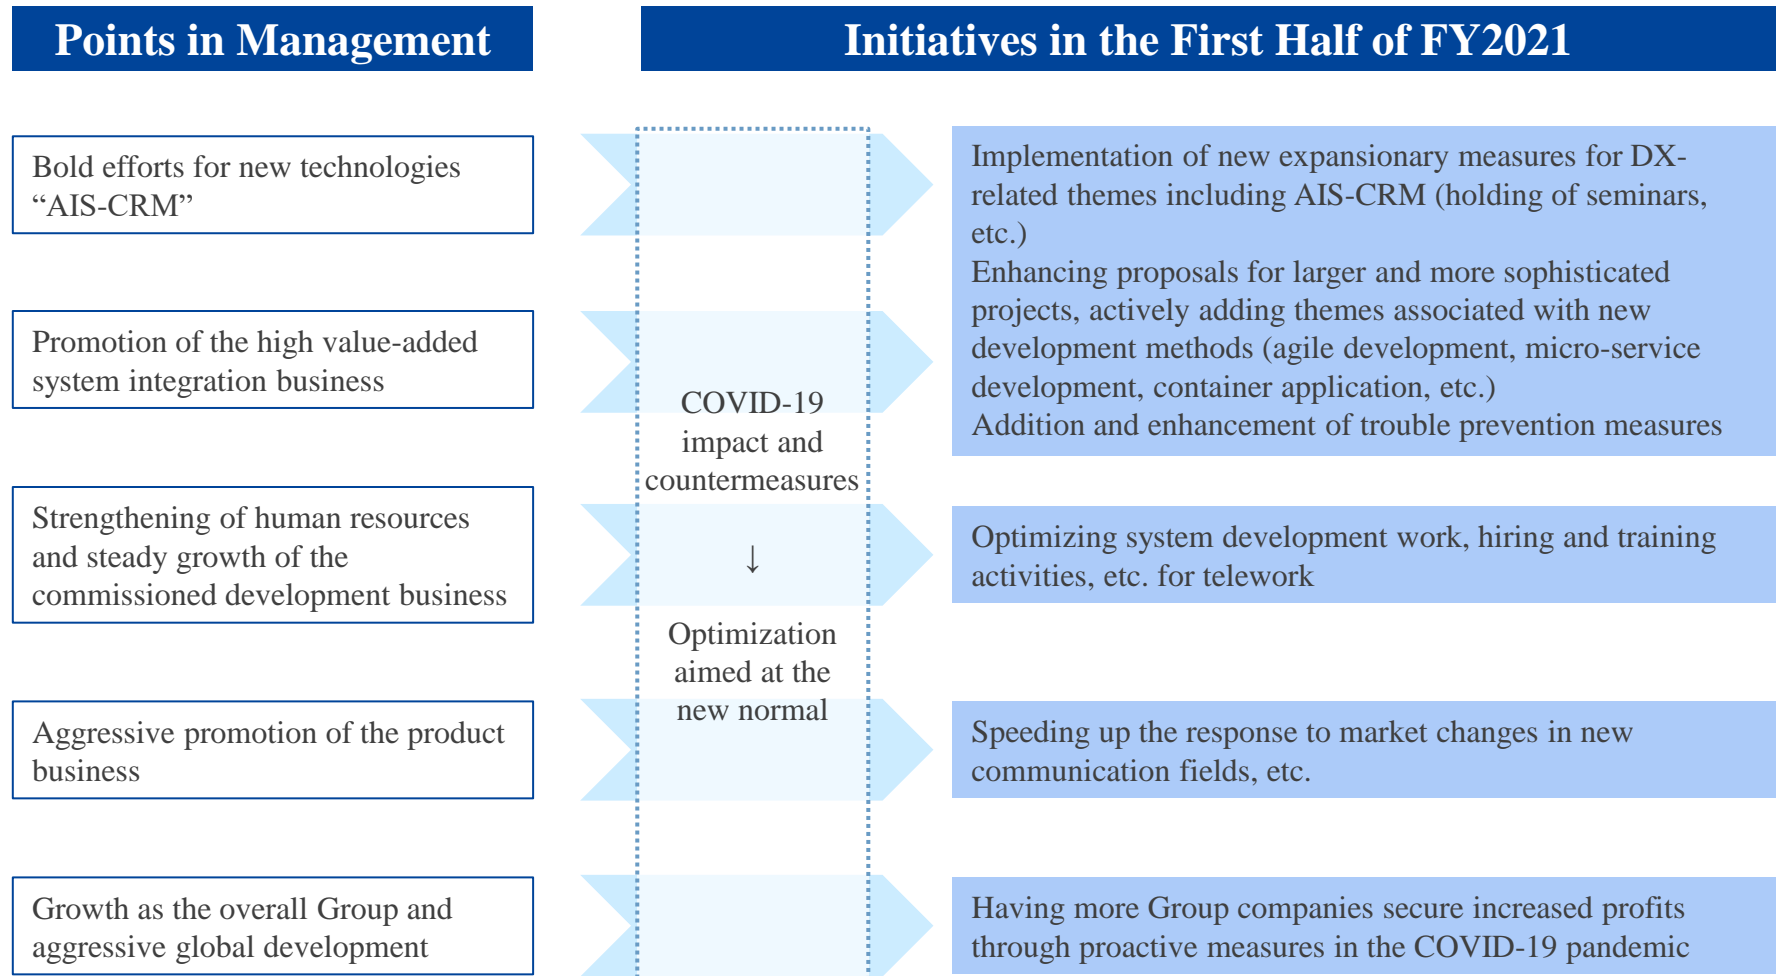 Points in Management
Initiatives in the First Half of FY2021
Bold efforts for new technologies
“AIS-CRM”
Promotion of the high value-added
system integration business
Strengthening of human resources
and steady growth of the
commissioned development business
Aggressive promotion of the product
business
Growth as the overall Group and
aggressive global development
COVID-19
impact and
countermeasures
↓
Optimization
aimed at the
new normal
Implementation of new expansionary measures for DX-
related themes including AIS-CRM (holding of seminars,
etc.)
Enhancing proposals for larger and more sophisticated
projects, actively adding themes associated with new
development methods (agile development, micro-service
development, container application, etc.)
Addition and enhancement of trouble prevention measures
Optimizing system development work, hiring and training
activities, etc. for telework
Speeding up the response to market changes in new
communication fields, etc.
Having more Group companies secure increased profits
through proactive measures in the COVID-19 pandemic